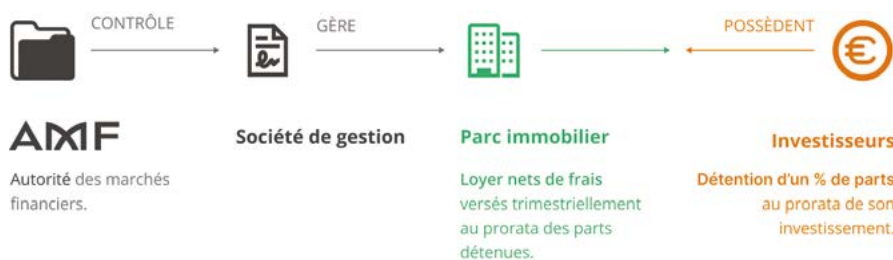 CONTRÔLE
GÈRE
POSSÈDENT
AMF
Société de gestion
Parc immobilier
Investisseurs
Autorité des marchés
financiers.
Loyer nets de frais
versés trimestriellement
au prorata des parts
détenues.
Détention d'un % de parts
au prorata de son
investissement.